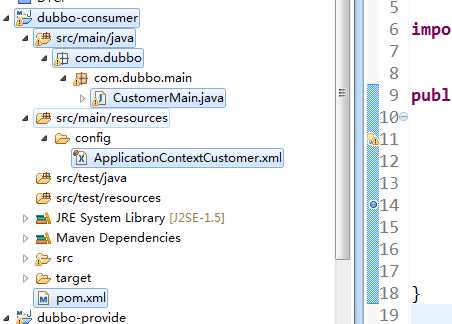 dubbo-consumer
src/main/java
com.dubbo
com.dubbo.main
CustomerMain.java
src/main/resources
config
ApplicationContextCustomer.xml
src/test/java
src/test/resources
JRE System Library [J2SE-1.5]
Maven Dependencies
src
target
pom.xml
dubbo-provide
5
6 impo
7
8
9 publ
10
11
12
13
14
15
16
17
18 }
19